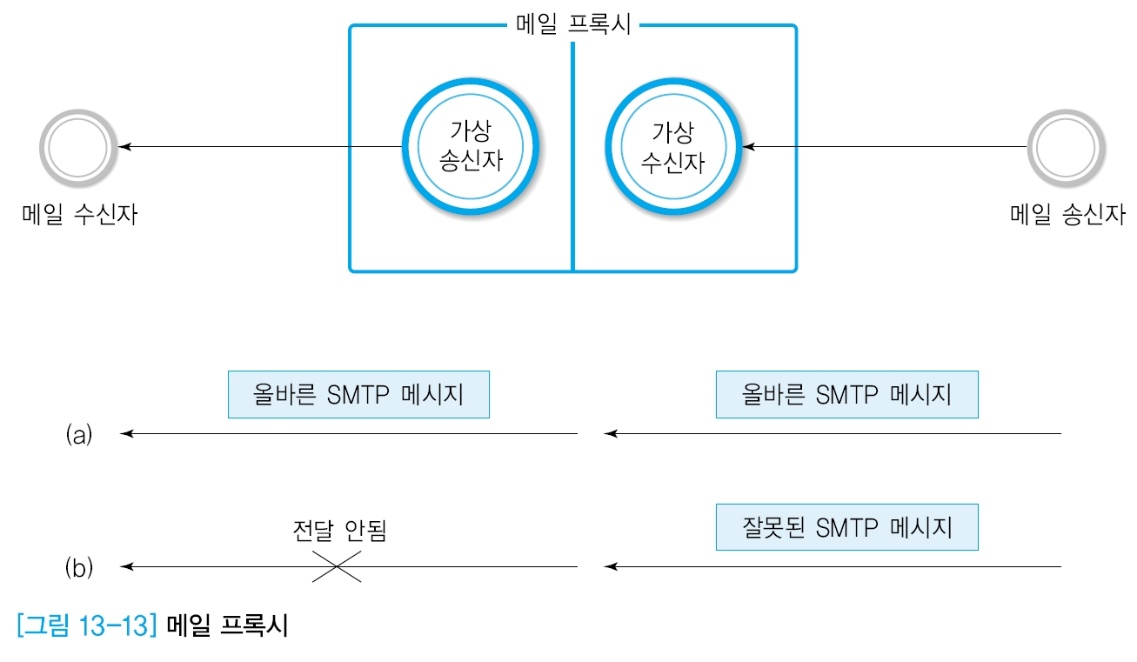 메일 프록시
가상
송신자
가상
수신자
메일 수신자
메일 송신자
올바른 SMTP 메시지
올바른 SMTP 메시지
(a)
전달 안됨
잘못된 SMTP 메시지
(b)
[그림 13-13] 메일 프록시